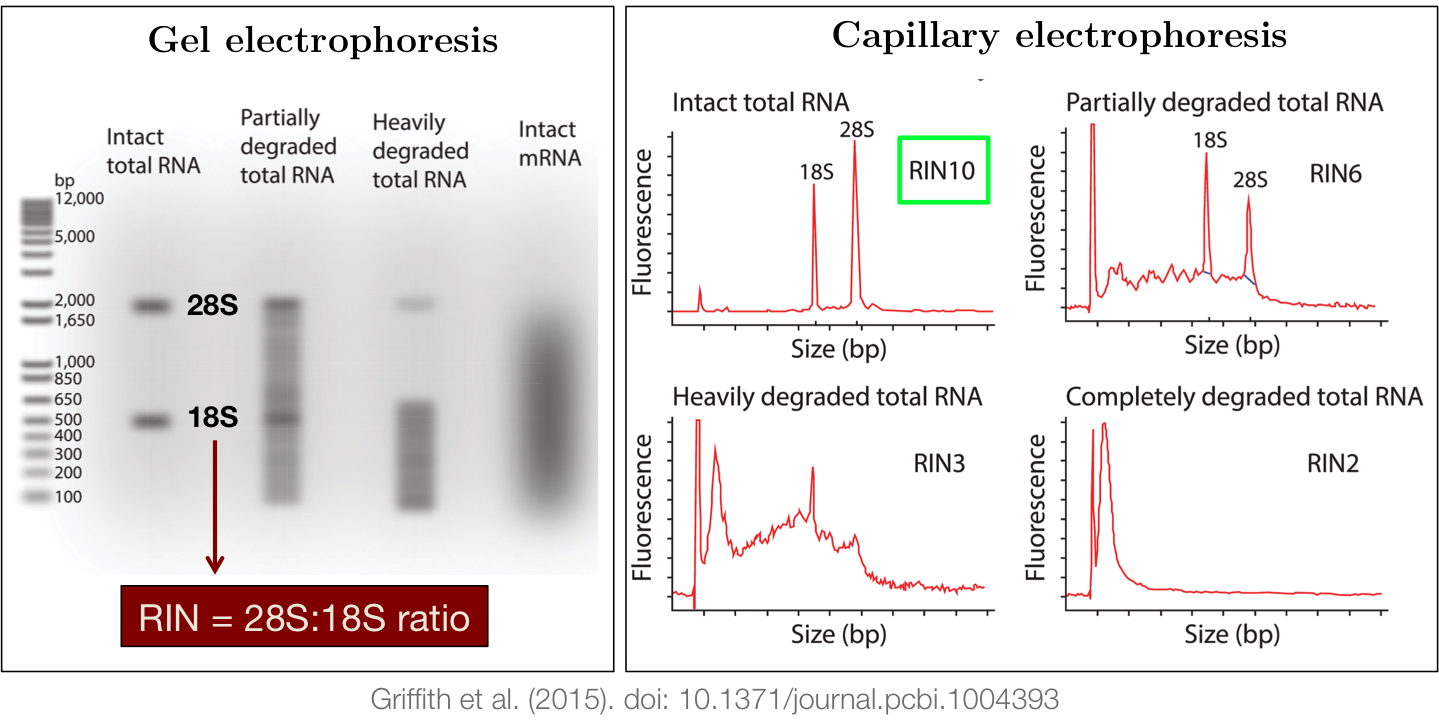 Gel electrophoresis
Intact
total RNA
Partially
degraded
total RNA
Heavily
degraded
total RNA
Intact
mRNA
bp
12,000
5,000
2,000
1,650
1,000
850
650
500
400
300
200
100
28S
18S
RIN = 28S:18S ratio
Capillary electrophoresis
Intact total RNA
Fluorescence
18S
28S
RIN10
Size (bp)
Partially degraded total RNA
Fluorescence
18S
28S
RIN6
Size (bp)
Heavily degraded total RNA
Fluorescence
RIN3
Size (bp)
Completely degraded total RNA
Fluorescence
RIN2
Size (bp)
Griffith et al. (2015). doi: 10.1371/journal.pcbi.1004393